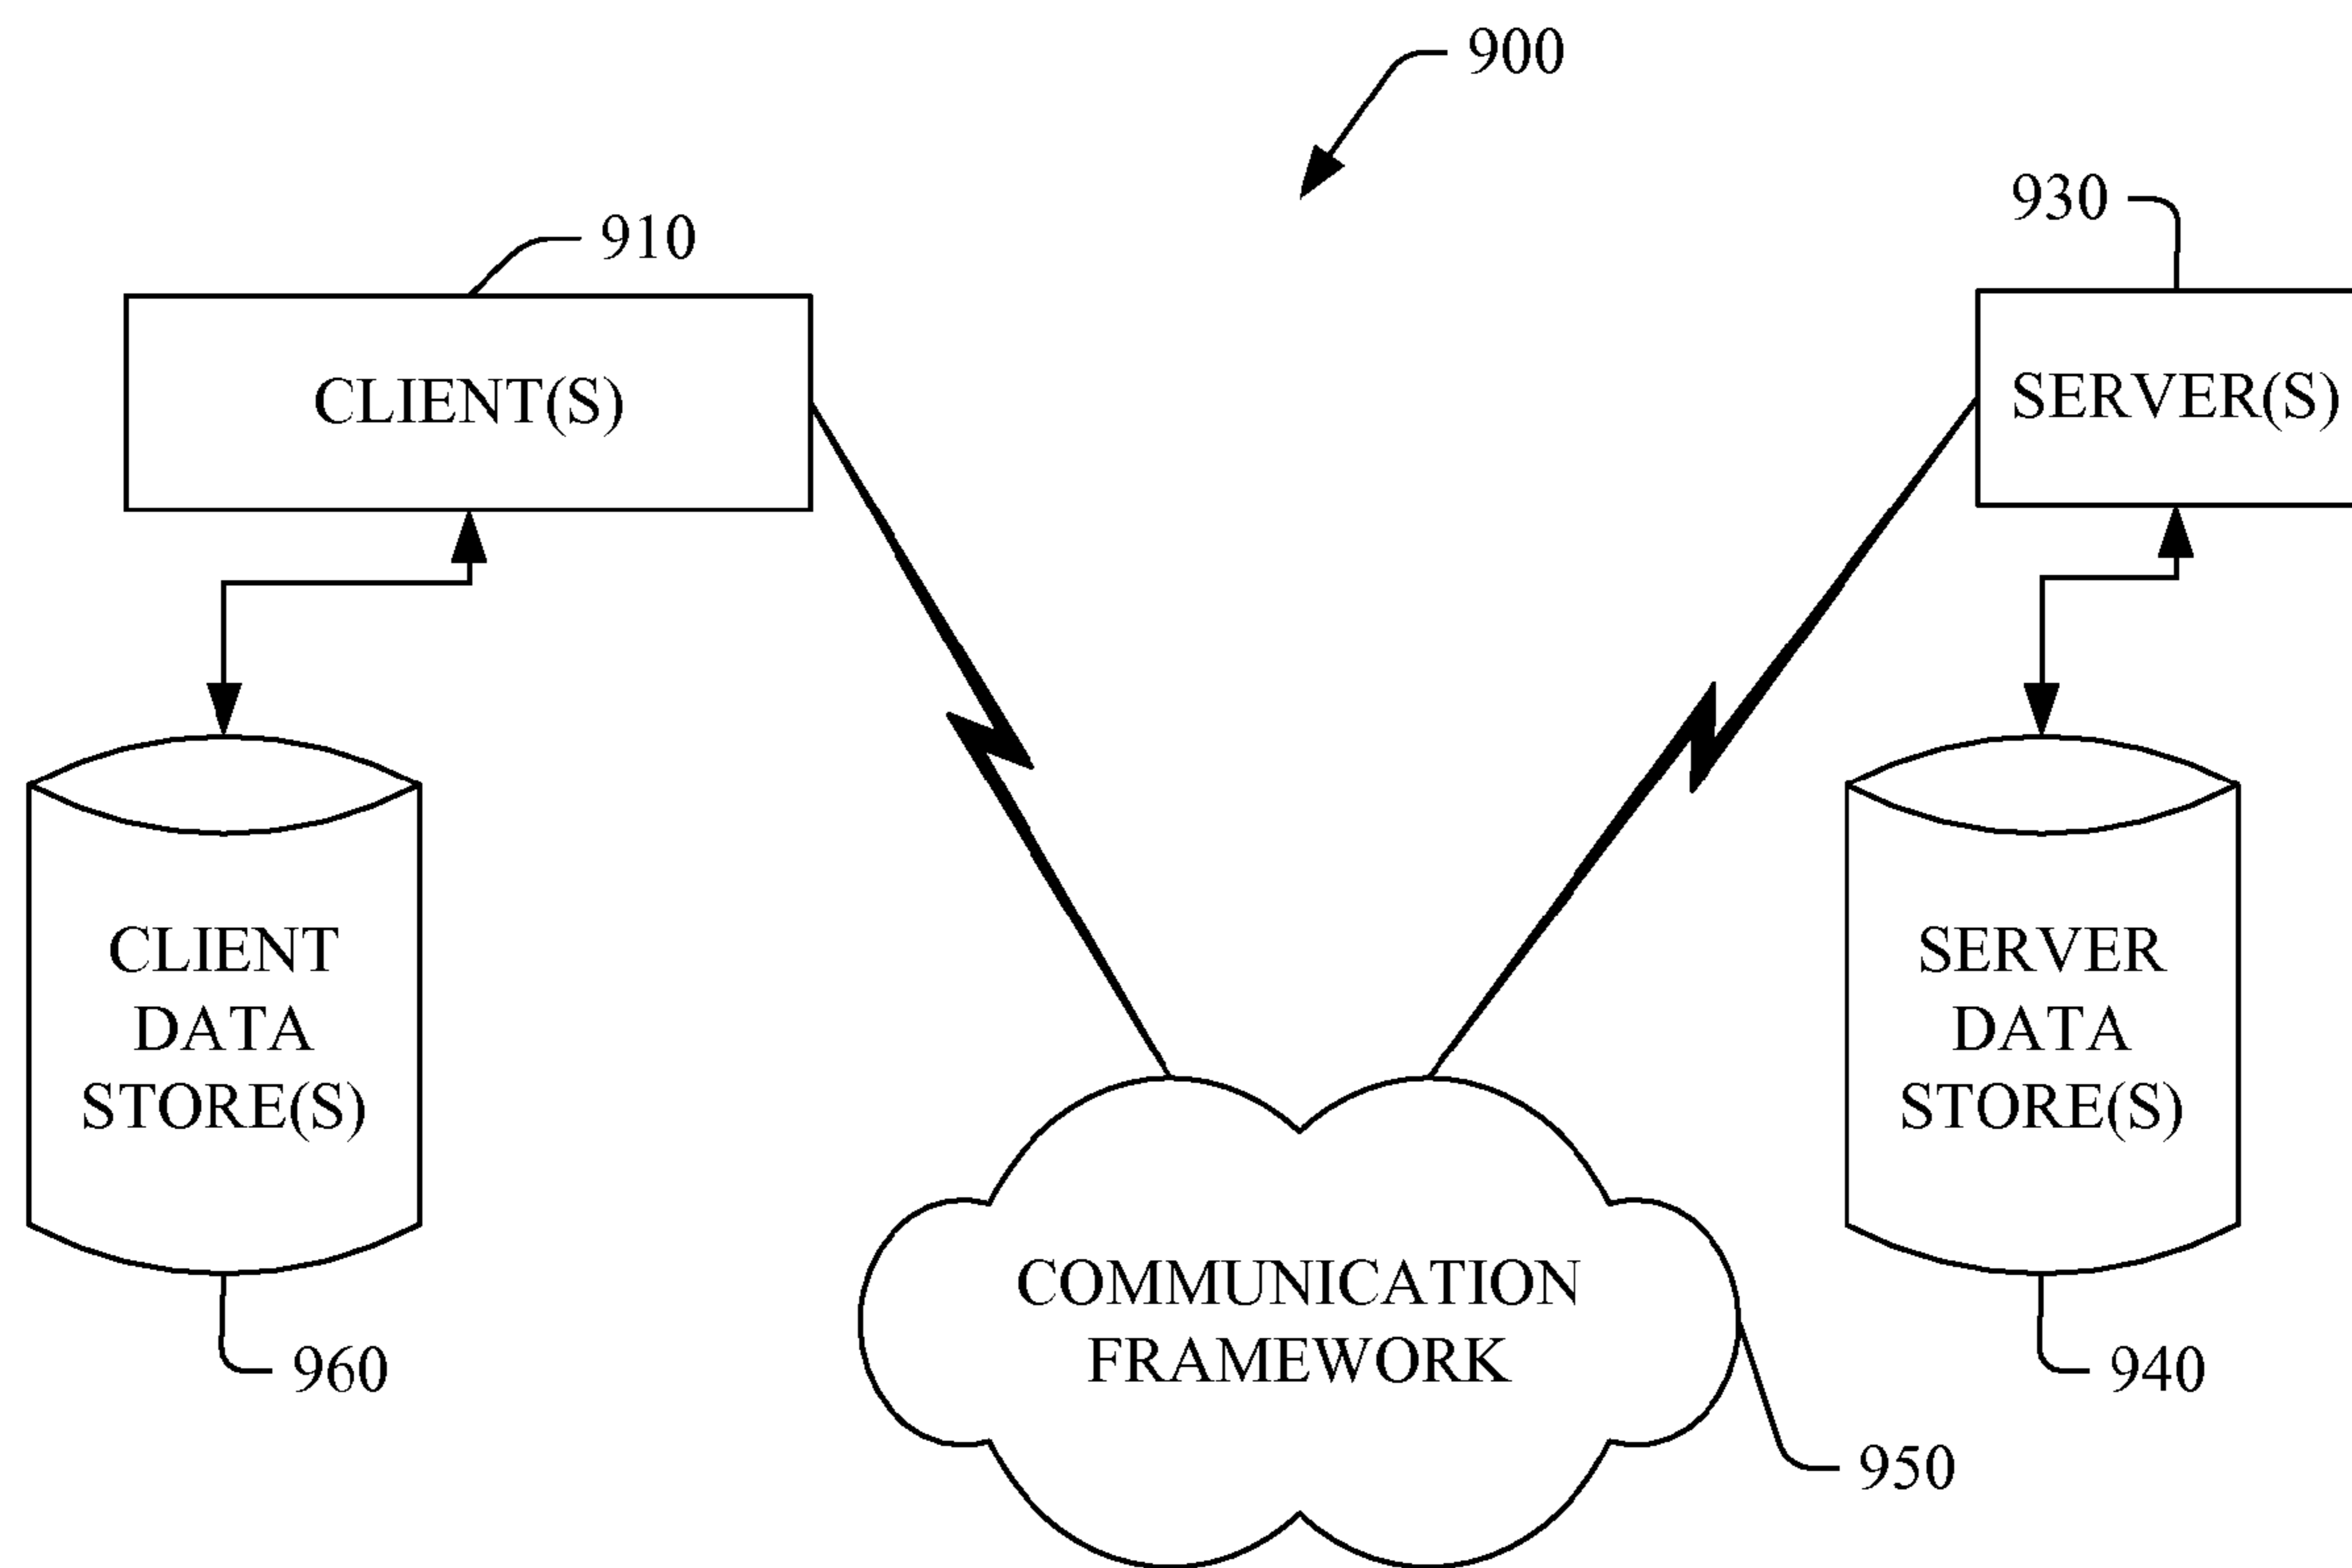 900
930
910
CLIENT(S)
SERVER(S)
CLIENT
DATA
STORE(S)
SERVER
DATA
STORE(S)
COMMUNICATION
FRAMEWORK
960
940
950